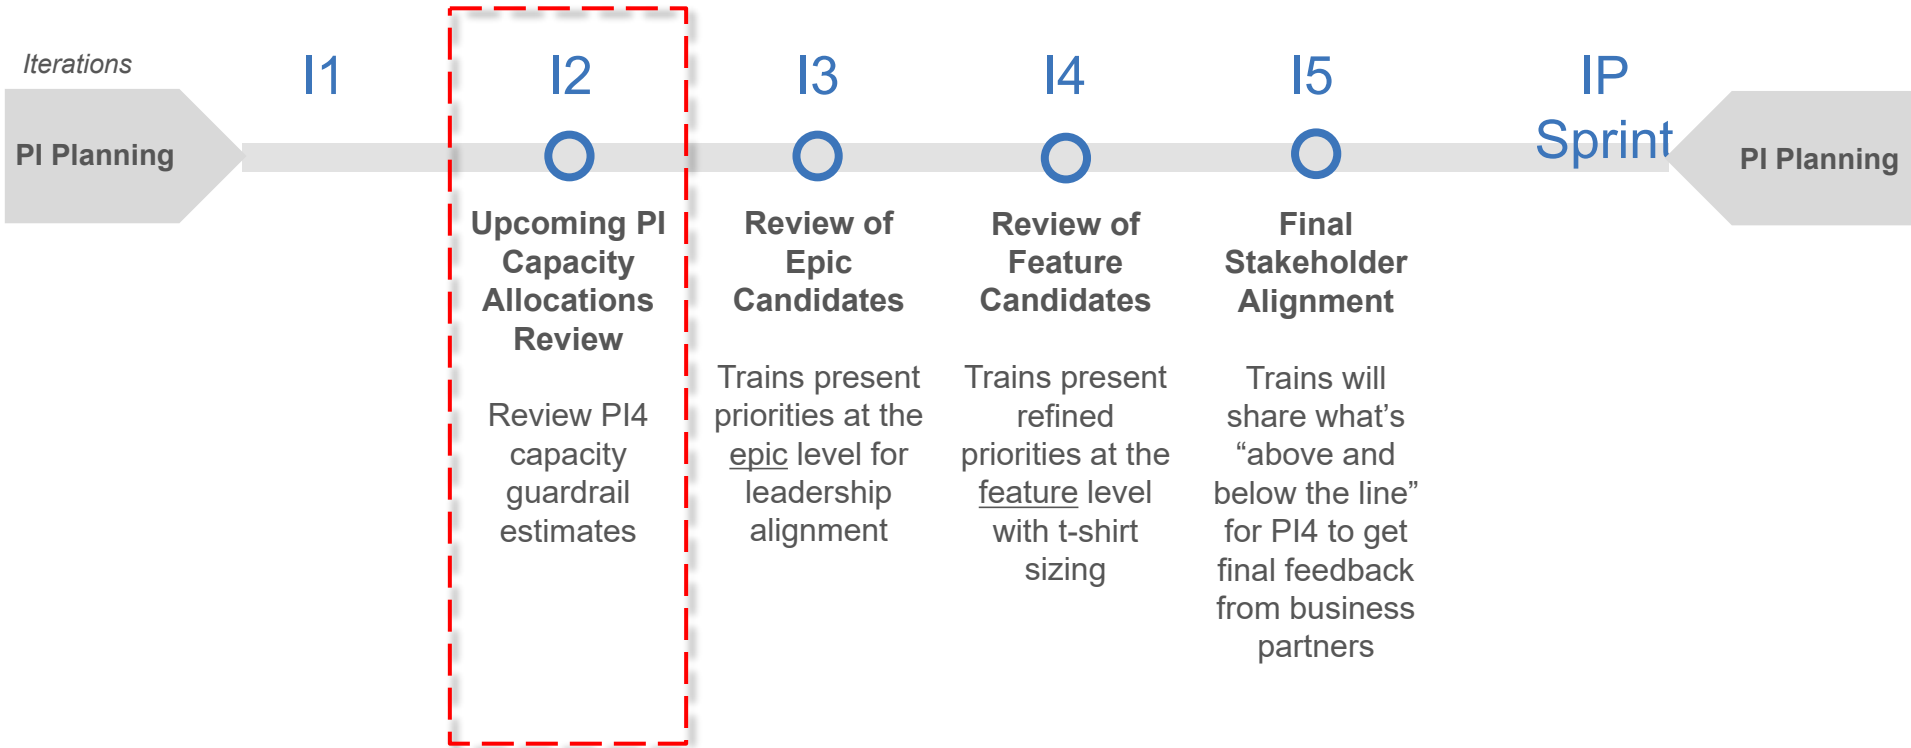 Iterations
I1
I2
I3
I4
I5
IP
Sprint
PI Planning
PI Planning
Upcoming PI
Capacity
Allocations
Review
Review PI4
capacity
guardrail
estimates
Review of
Epic
Candidates
Trains present
priorities at the
epic level for
leadership
alignment
Review of
Feature
Candidates
Trains present
refined
priorities at the
feature level
with t-shirt
sizing
Final
Stakeholder
Alignment
Trains will
share what’s
“above and
below the line”
for PI4 to get
final feedback
from business
partners